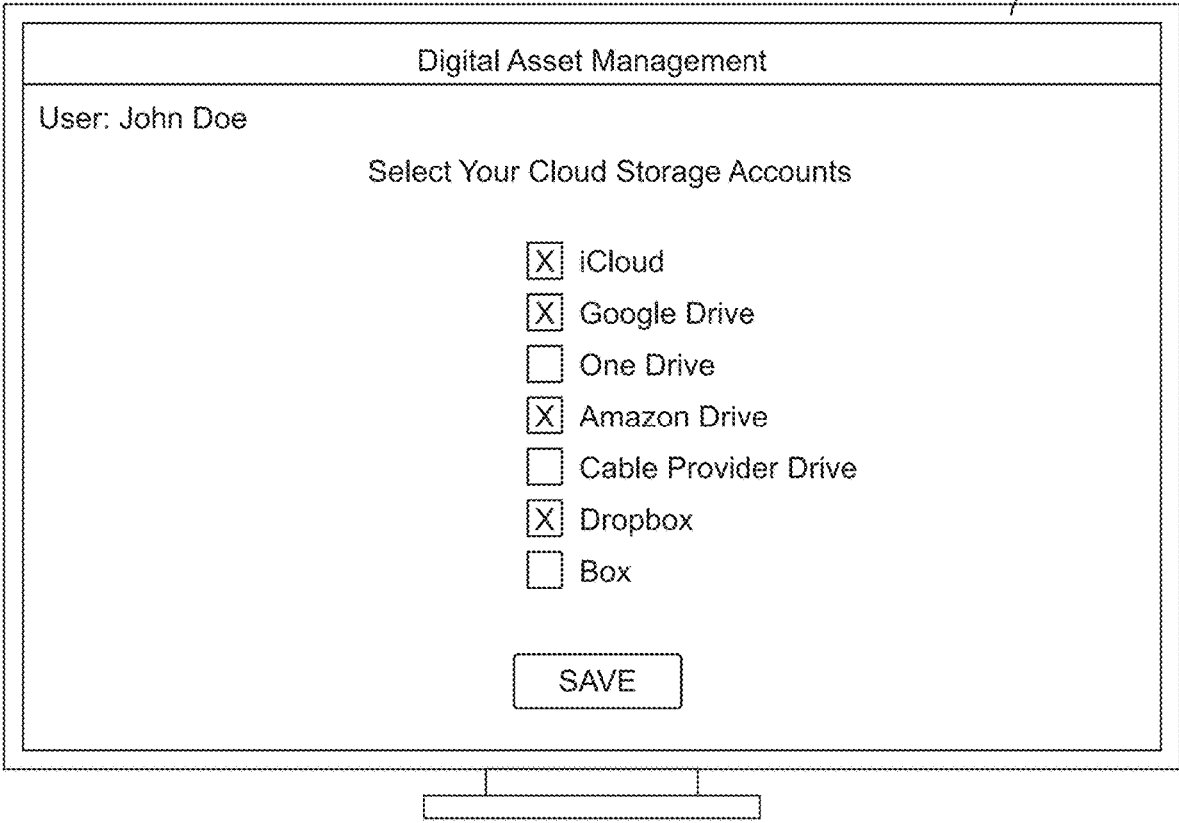 Digital Asset Management
User: John Doe
Select Your Cloud Storage Accounts
X iCloud
X Google Drive
One Drive
X Amazon Drive
Cable Provider Drive
X Dropbox
Box
SAVE